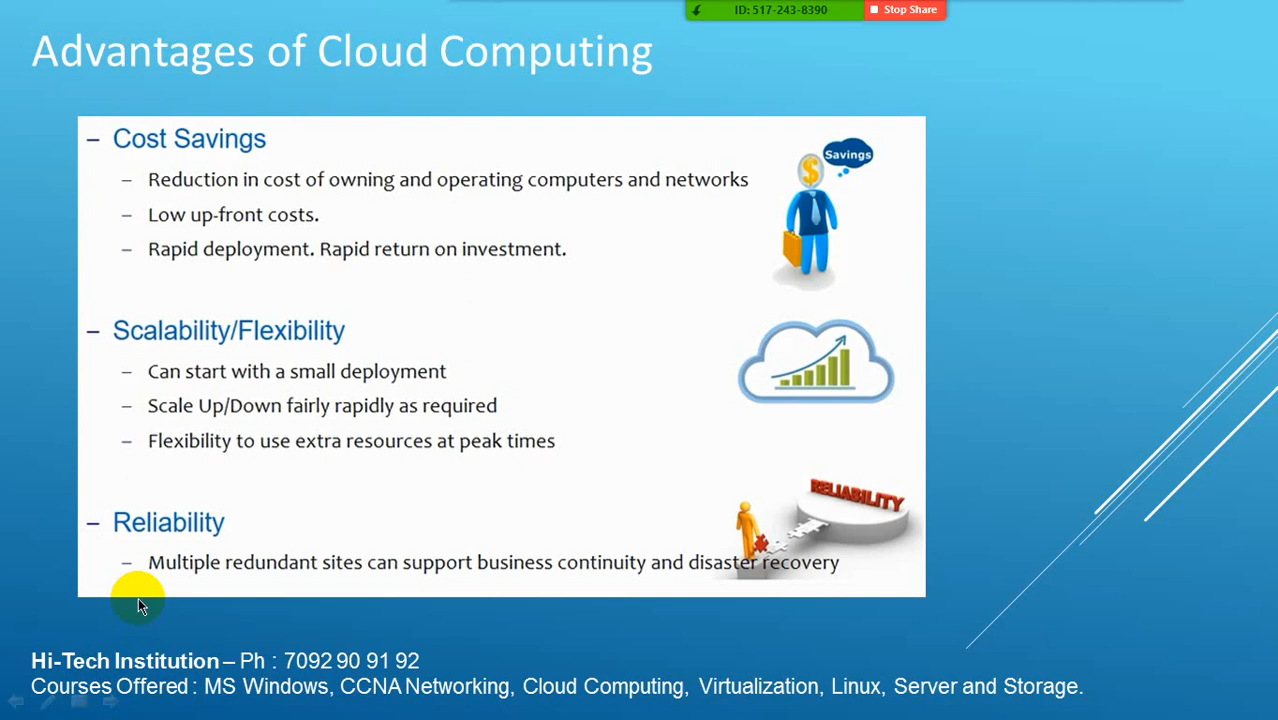 ID: 517-243-8390 Stop Share
Advantages of Cloud Computing
– Cost Savings
Savings
– Reduction in cost of owning and operating computers and networks
– Low up-front costs.
– Rapid deployment. Rapid return on investment.
– Scalability/Flexibility
– Can start with a small deployment
– Scale Up/Down fairly rapidly as required
– Flexibility to use extra resources at peak times
RELIABILITY
– Reliability
– Multiple redundant sites can support business continuity and disaster recovery
Hi-Tech Institution – Ph : 7092 90 91 92
Courses Offered : MS Windows, CCNA Networking, Cloud Computing, Virtualization, Linux, Server and Storage.